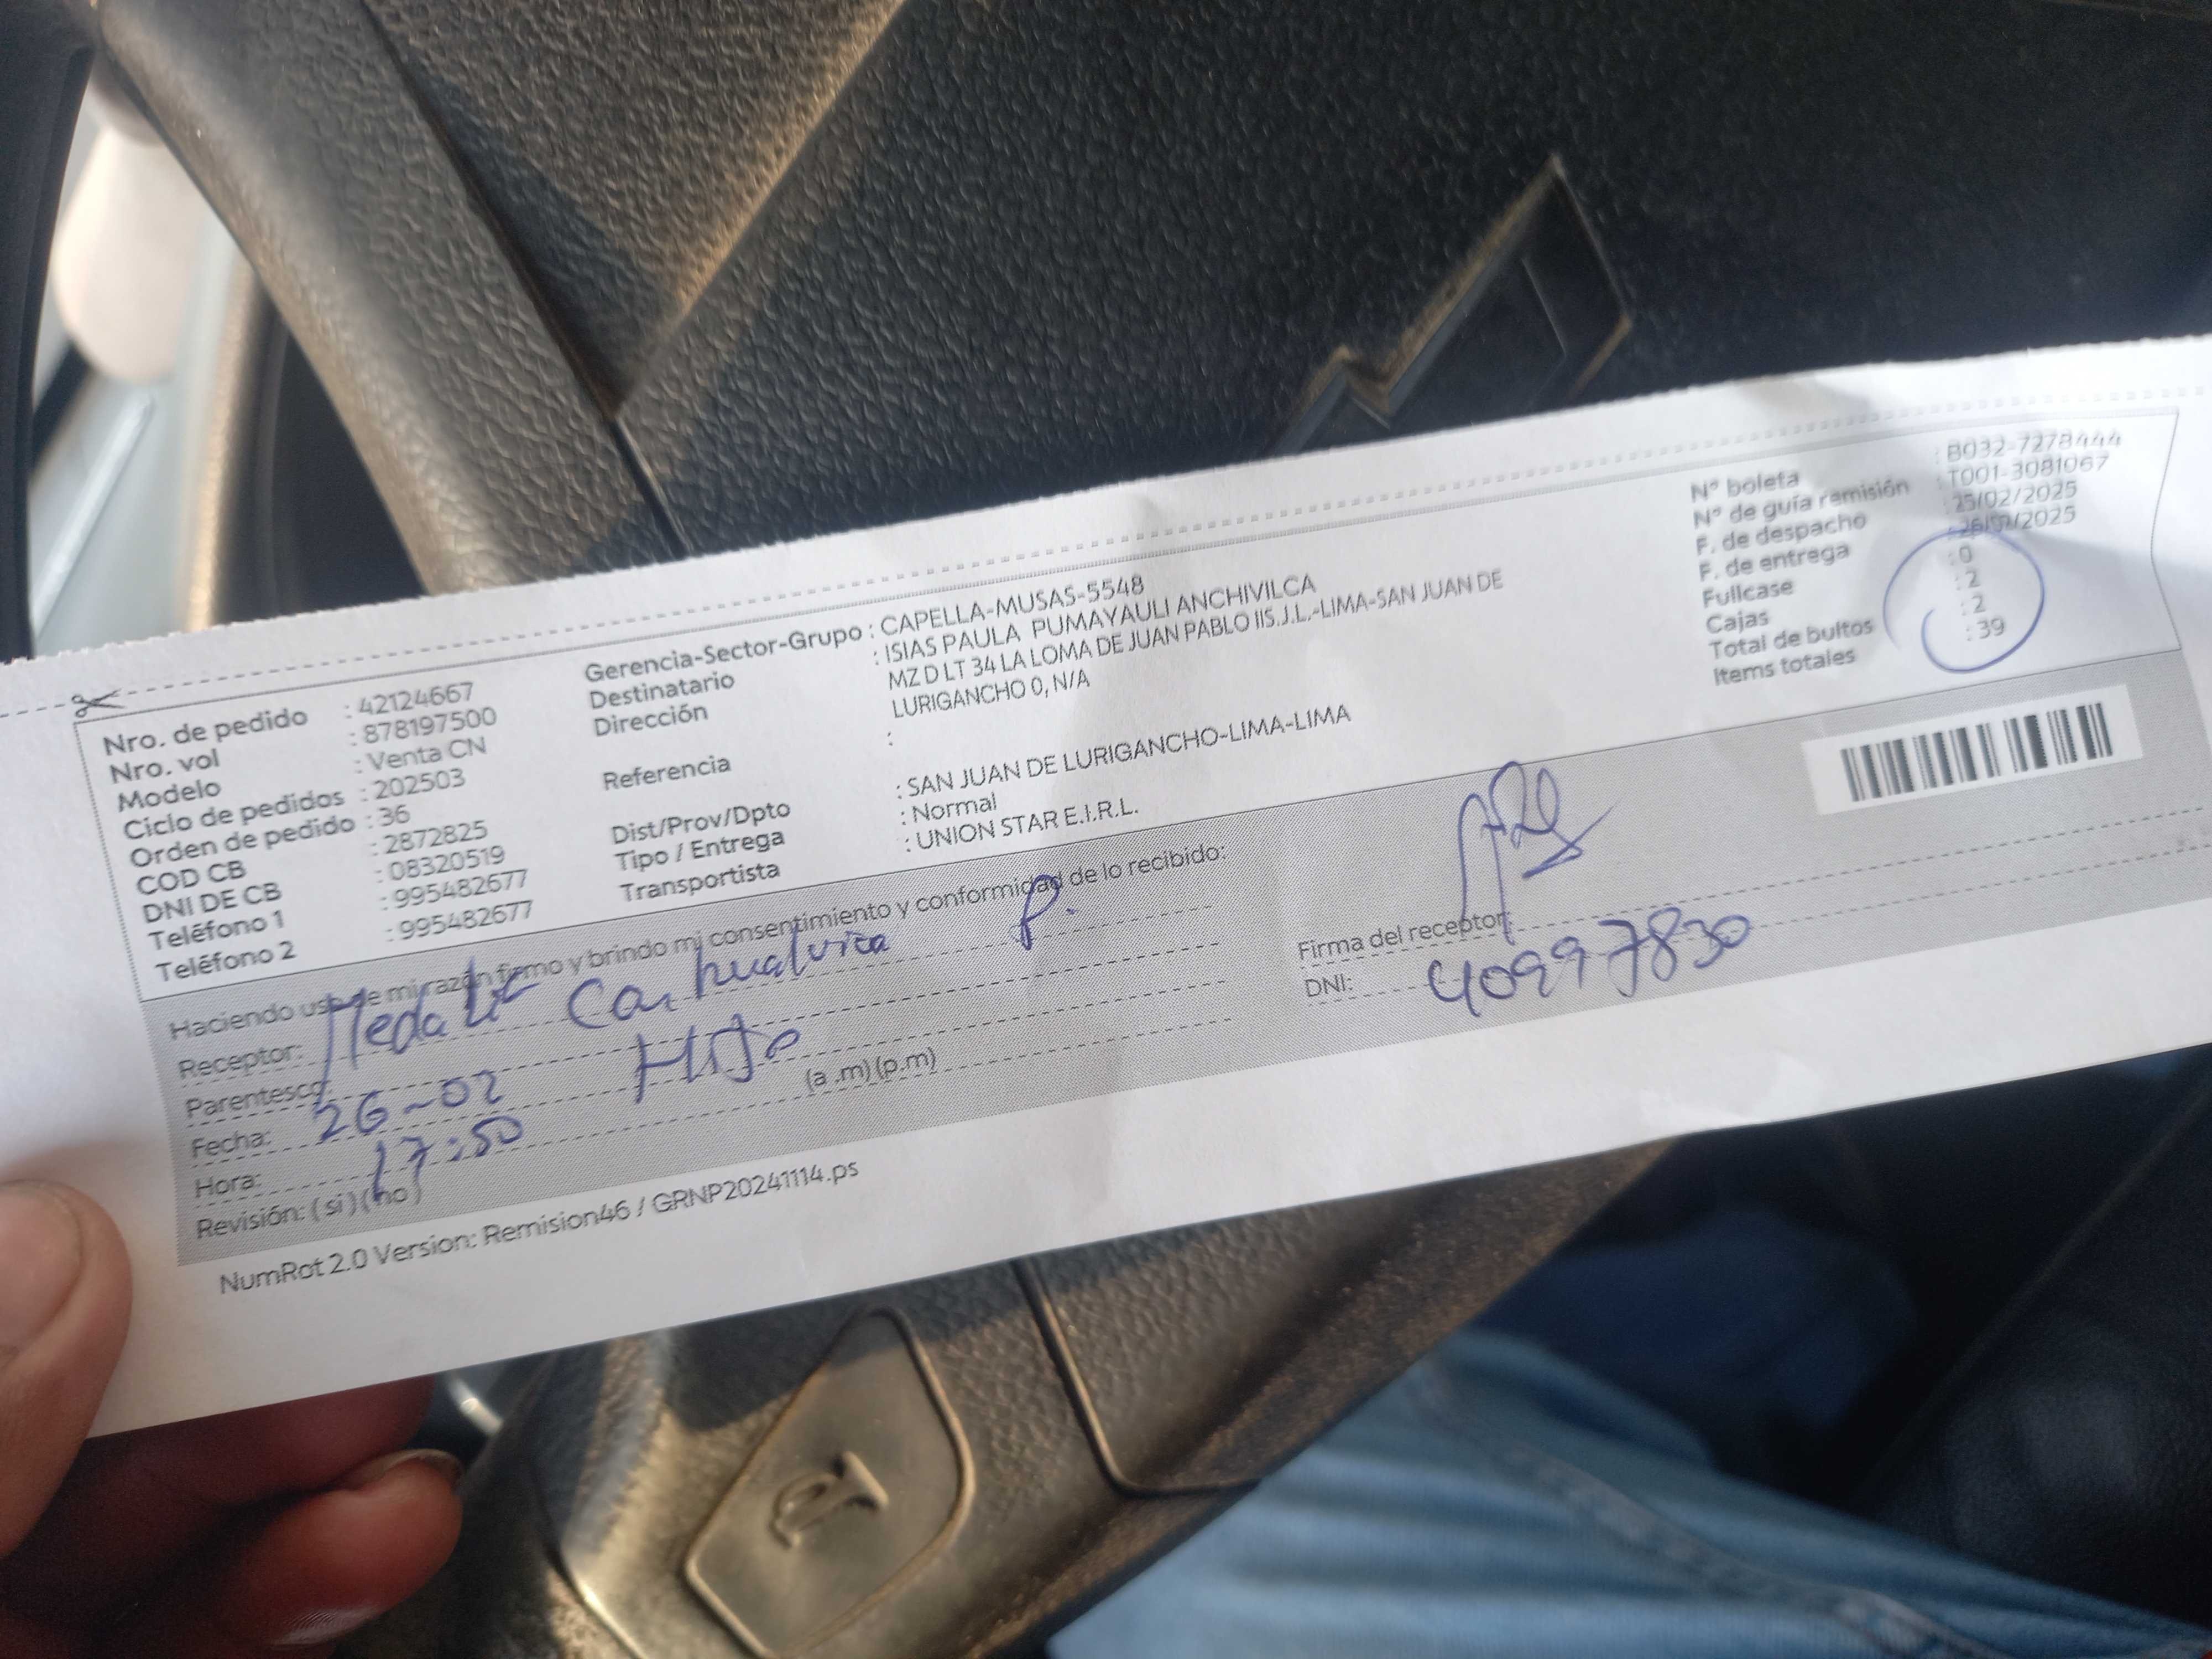 Nro. de pedido : 42124667
Nro. vol : 878197500
Modelo : Venta CN
Ciclo de pedidos : 202503
Orden de pedido : 36
COD CB : 2872825
DNI DE CB : 08320519
Teléfono 1 : 995482677
Teléfono 2 : 995482677
Gerencia-Sector-Grupo : CAPELLA-MUSAS-5548
Destinatario : ISIAS PAULA PUMAYAULI ANCHIVILCA
Dirección MZ D LT 34 LA LOMA DE JUAN PABLO IIS.J.L.-LIMA-SAN JUAN DE
LURIGANCHO 0, N/A
Referencia :
Dist/Prov/Dpto : SAN JUAN DE LURIGANCHO-LIMA-LIMA
Tipo / Entrega : Normal
Transportista : UNION STAR E.I.R.L.
N° boleta : B032-7278444
N° de guía remisión : T001-3081067
F. de despacho : 25/02/2025
F. de entrega : 26/02/2025
Fullcase : 0
Cajas : 2
Total de bultos : 2
Items totales : 39
Haciendo uso de mi razón firmo y brindo mi consentimiento y conformidad de lo recibido:
Receptor: P.
Parentesco: HIJO
Fecha: 26-02
Hora: 17:50 (a.m) (p.m)
Revisión: (si) (no)
Firma del receptor:
DNI: 40997830
NumRot 2.0 Version: Remision46 / GRNP20241114.ps